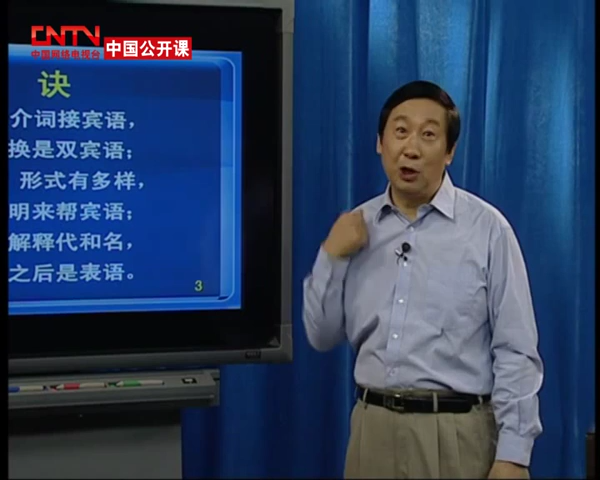 CNTN
中国网络电视台
中国公开课
诀
介词接宾语，
换是双宾语；
形式有多样，
明来帮宾语；
解释代和名，
之后是表语。
3